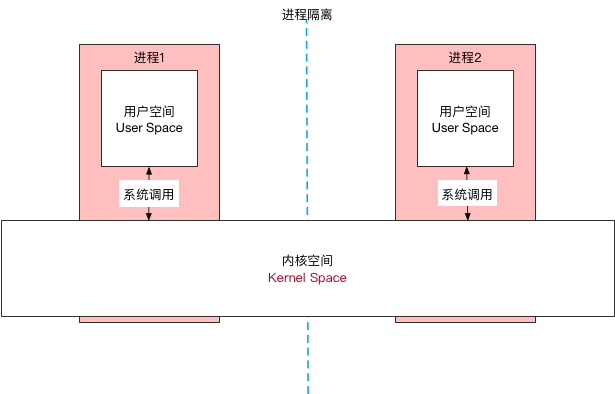 进程隔离
进程1
进程2
用户空间
User Space
用户空间
User Space
系统调用
系统调用
内核空间
Kernel Space